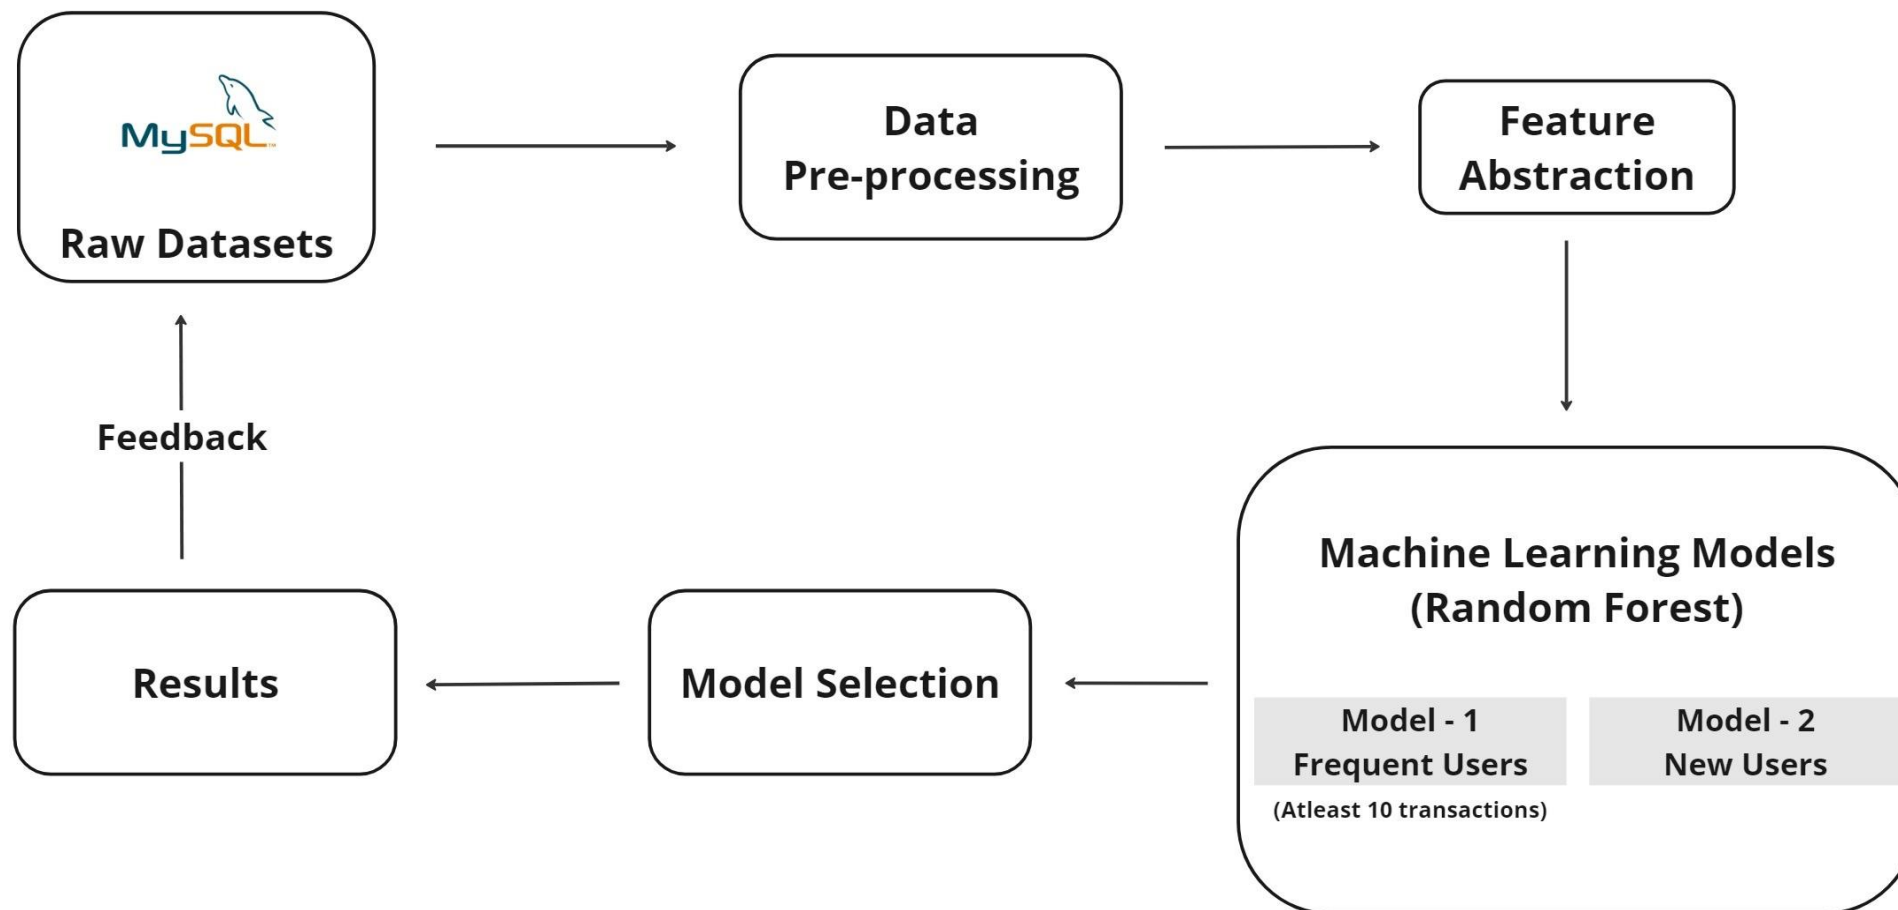 MySQL™
Raw Datasets
Data
Pre-processing
Feature
Abstraction
Feedback
Machine Learning Models
(Random Forest)
Model - 1
Frequent Users
(Atleast 10 transactions)
Model - 2
New Users
Model Selection
Results